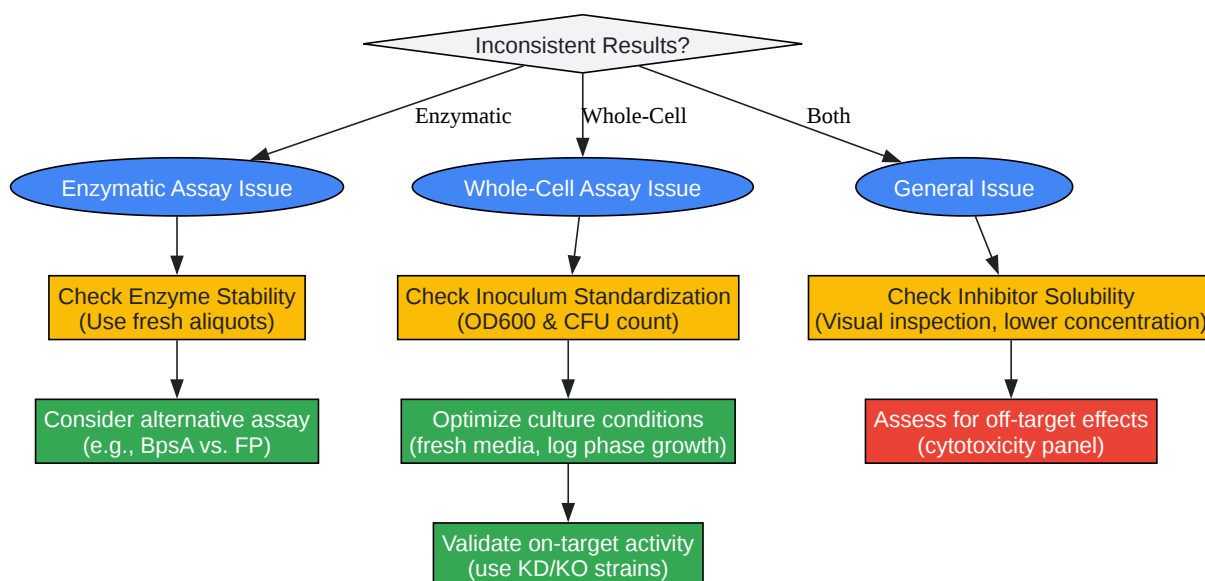 Inconsistent Results?
Enzymatic
Whole-Cell
Both
Enzymatic Assay Issue
Whole-Cell Assay Issue
General Issue
Check Enzyme Stability
(Use fresh aliquots)
Check Inoculum Standardization
(OD600 & CFU count)
Check Inhibitor Solubility
(Visual inspection, lower concentration)
Consider alternative assay
(e.g., BpsA vs. FP)
Optimize culture conditions
(fresh media, log phase growth)
Assess for off-target effects
(cytotoxicity panel)
Validate on-target activity
(use KD/KO strains)